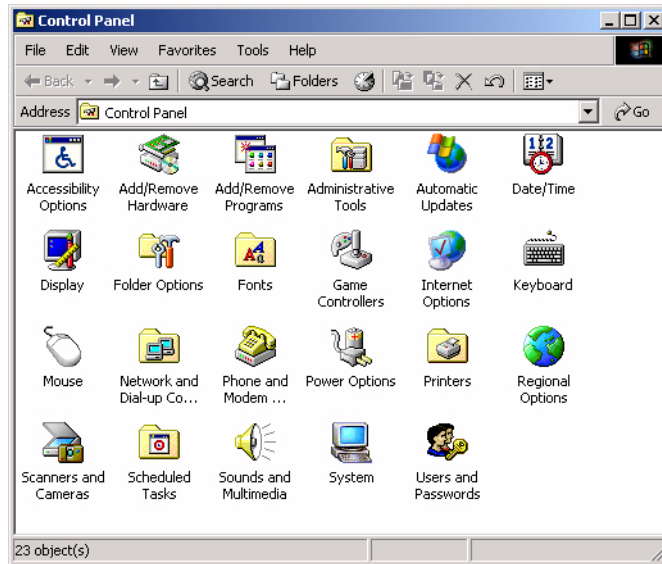 Control Panel
File Edit View Favorites Tools Help
Back Search Folders
Address Control Panel Go
Accessibility Options
Add/Remove Hardware
Add/Remove Programs
Administrative Tools
Automatic Updates
Date/Time
Display
Folder Options
Fonts
Game Controllers
Internet Options
Keyboard
Mouse
Network and Dial-up Co...
Phone and Modem ...
Power Options
Printers
Regional Options
Scanners and Cameras
Scheduled Tasks
Sounds and Multimedia
System
Users and Passwords
23 object(s)